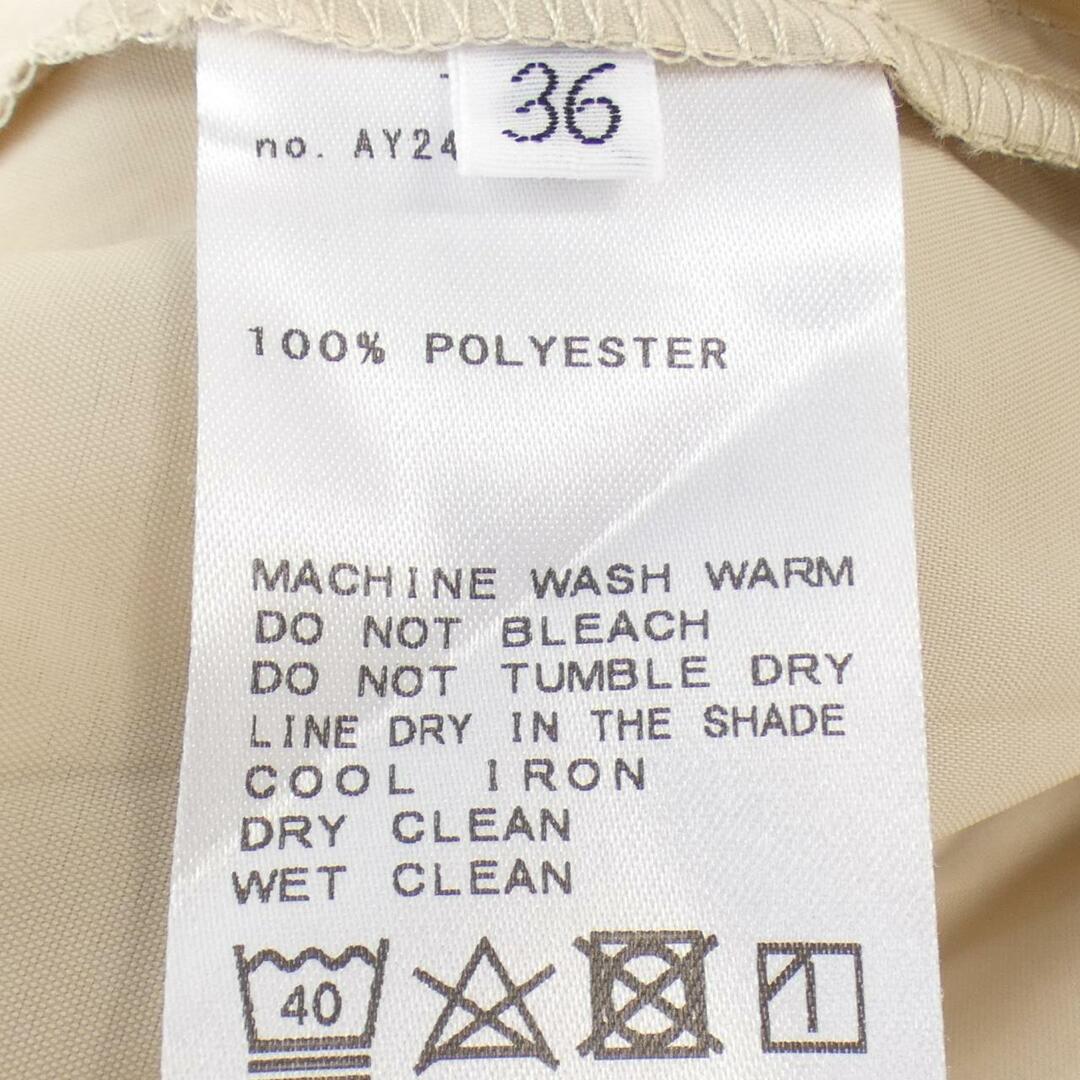 36
no. AY24
100% POLYESTER
MACHINE WASH WARM
DO NOT BLEACH
DO NOT TUMBLE DRY
LINE DRY IN THE SHADE
COOL IRON
DRY CLEAN
WET CLEAN
40